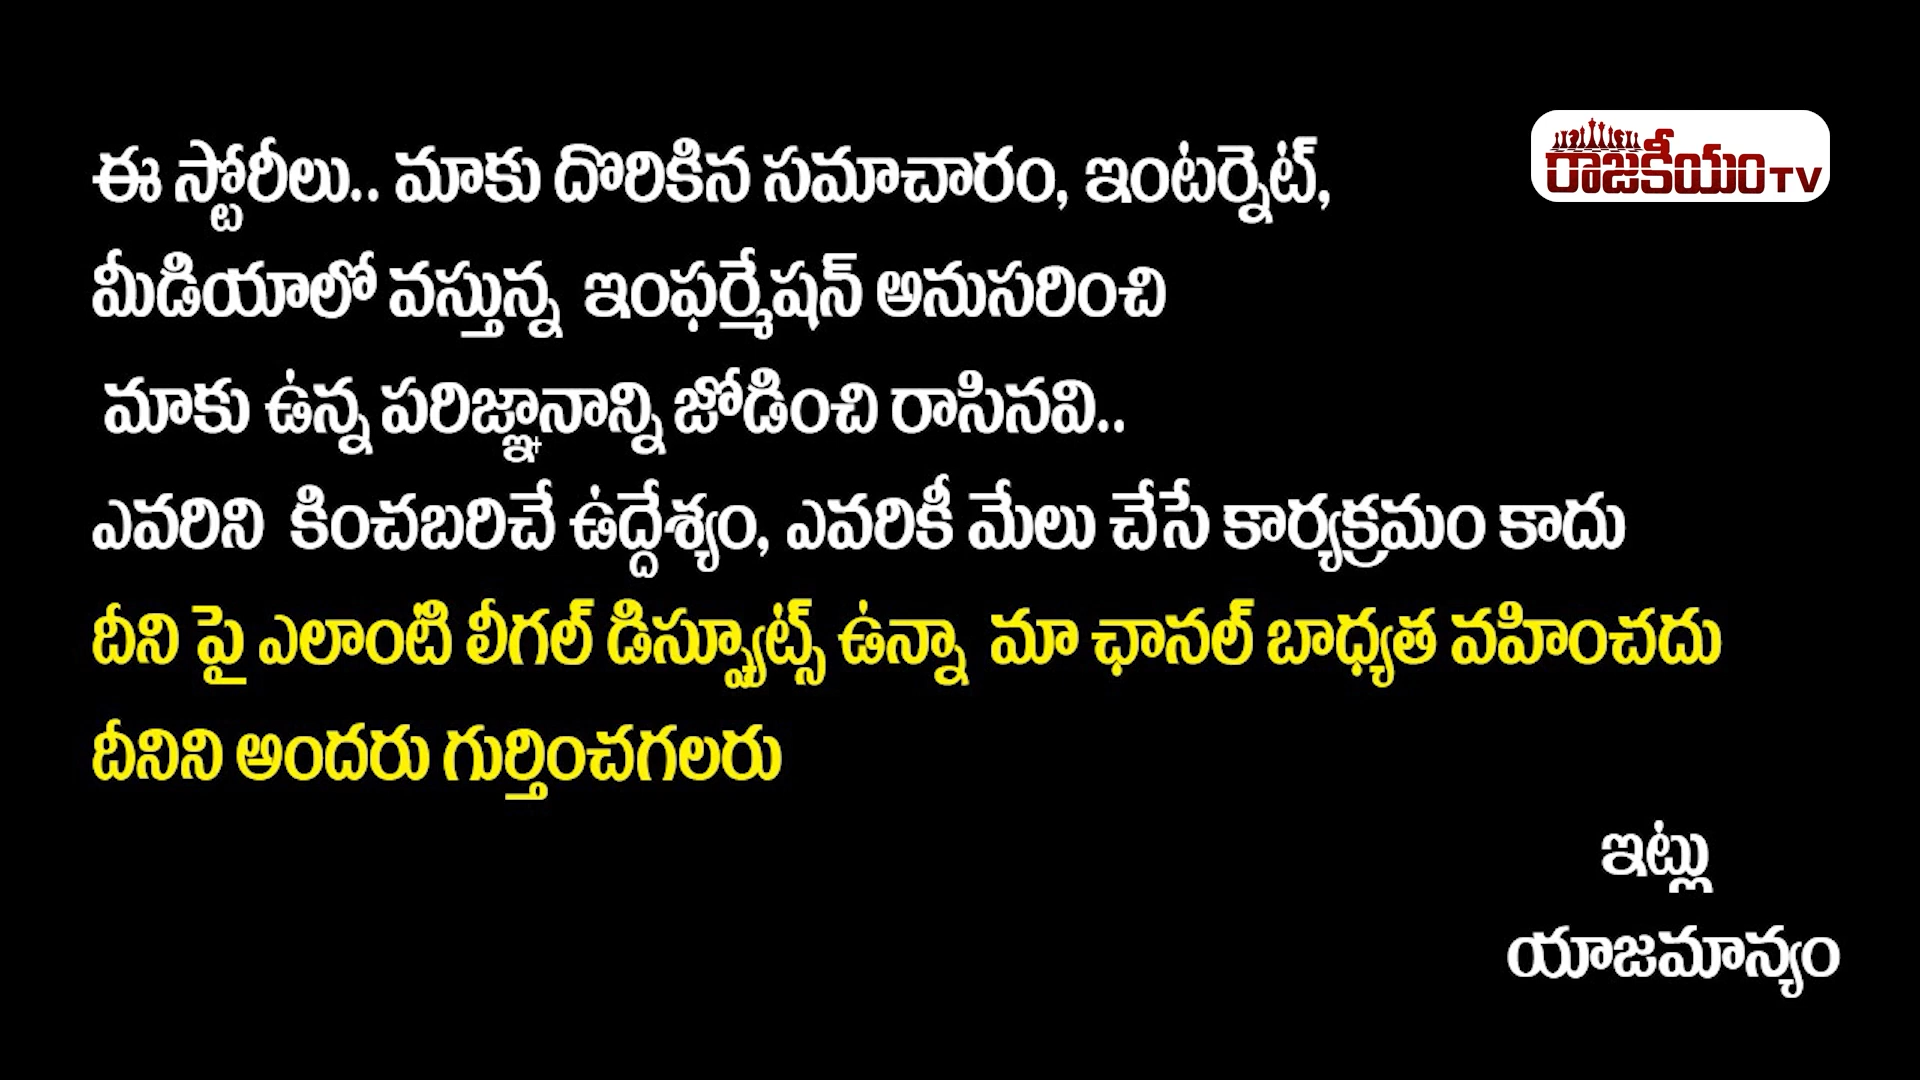 రాజకీయం TV
ఈ స్టోరీలు.. మాకు దొరికిన సమాచారం, ఇంటర్నెట్,
మీడియాలో వస్తున్న ఇంఫర్మేషన్ అనుసరించి
మాకు ఉన్న పరిజ్ఞానాన్ని జోడించి రాసినవి..
ఎవరిని కించబరిచే ఉద్దేశ్యం, ఎవరికీ మేలు చేసే కార్యక్రమం కాదు
దీని పై ఎలాంటి లీగల్ డిస్ప్యూట్స్ ఉన్నా మా ఛానల్ బాధ్యత వహించదు
దీనిని అందరు గుర్తించగలరు
ఇట్లు
యాజమాన్యం